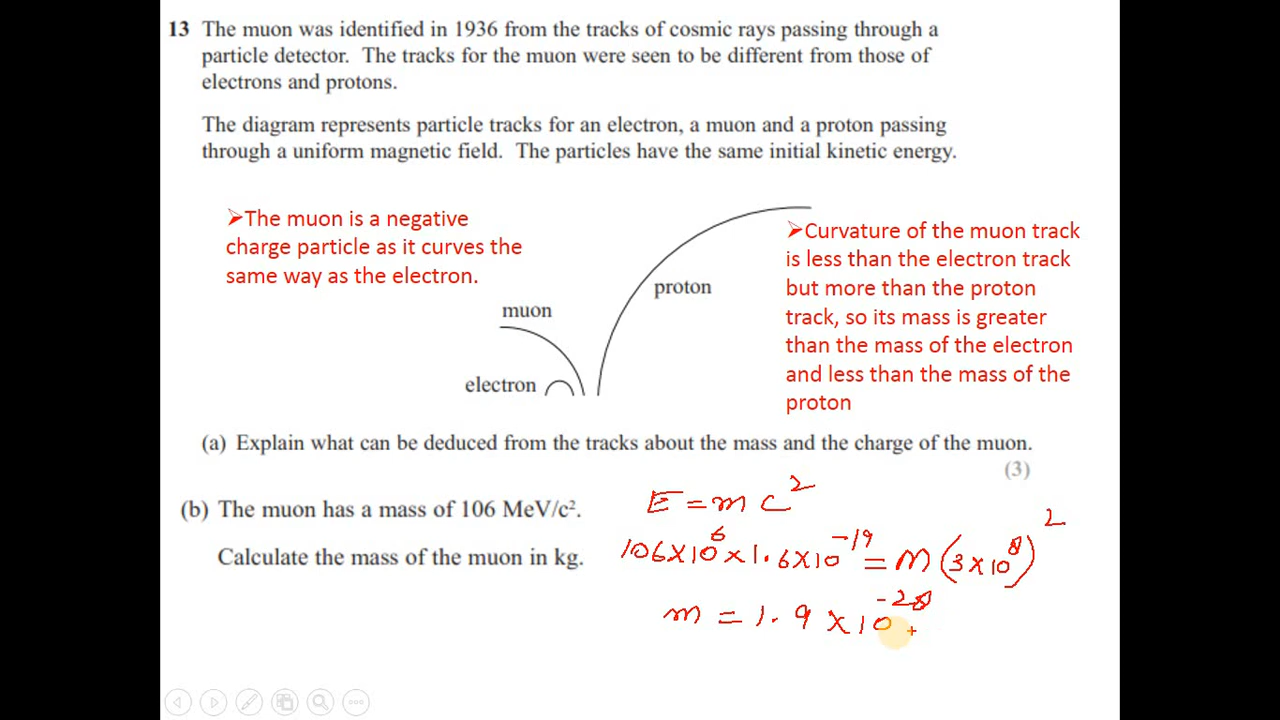 13 The muon was identified in 1936 from the tracks of cosmic rays passing through a
particle detector. The tracks for the muon were seen to be different from those of
electrons and protons.
The diagram represents particle tracks for an electron, a muon and a proton passing
through a uniform magnetic field. The particles have the same initial kinetic energy.
➢The muon is a negative
charge particle as it curves the
same way as the electron.
➢Curvature of the muon track
is less than the electron track
but more than the proton
track, so its mass is greater
than the mass of the electron
and less than the mass of the
proton
muon
proton
electron
(a) Explain what can be deduced from the tracks about the mass and the charge of the muon.
(3)
(b) The muon has a mass of 106 MeV/c².
Calculate the mass of the muon in kg.
E = mc²
106×10⁶×1.6×10⁻¹⁹ = m(3×10⁸)²
m = 1.9×10⁻²⁸